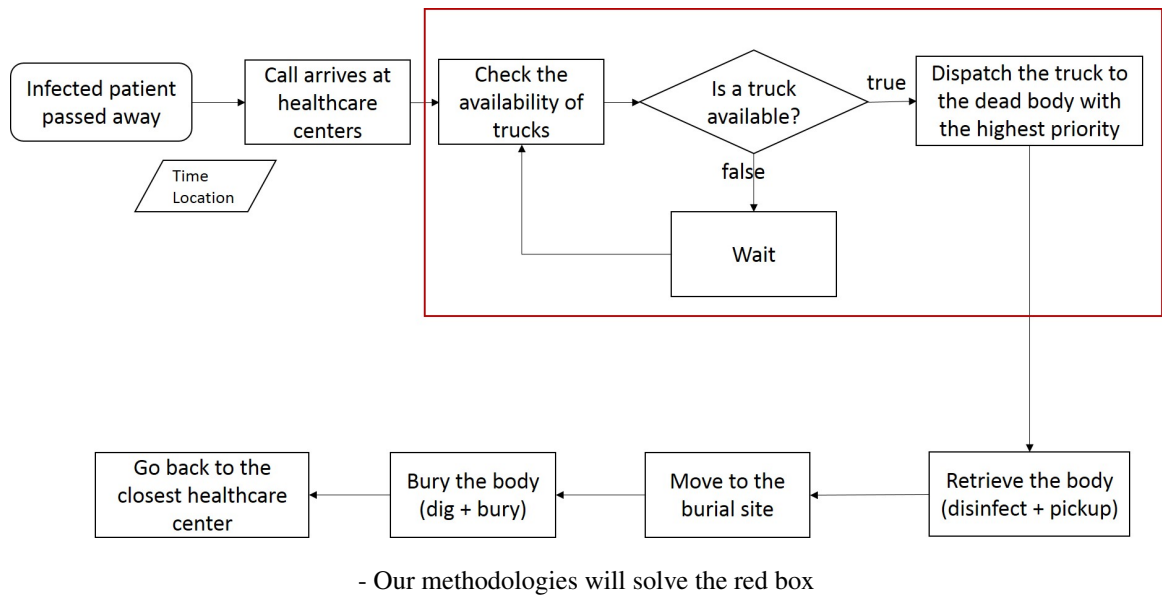 Infected patient
passed away
Time
Location
Call arrives at
healthcare
centers
Check the
availability of
trucks
Is a truck
available?
true
false
Wait
Dispatch the truck to
the dead body with
the highest priority
Retrieve the body
(disinfect + pickup)
Move to the
burial site
Bury the body
(dig + bury)
Go back to the
closest healthcare
center
- Our methodologies will solve the red box